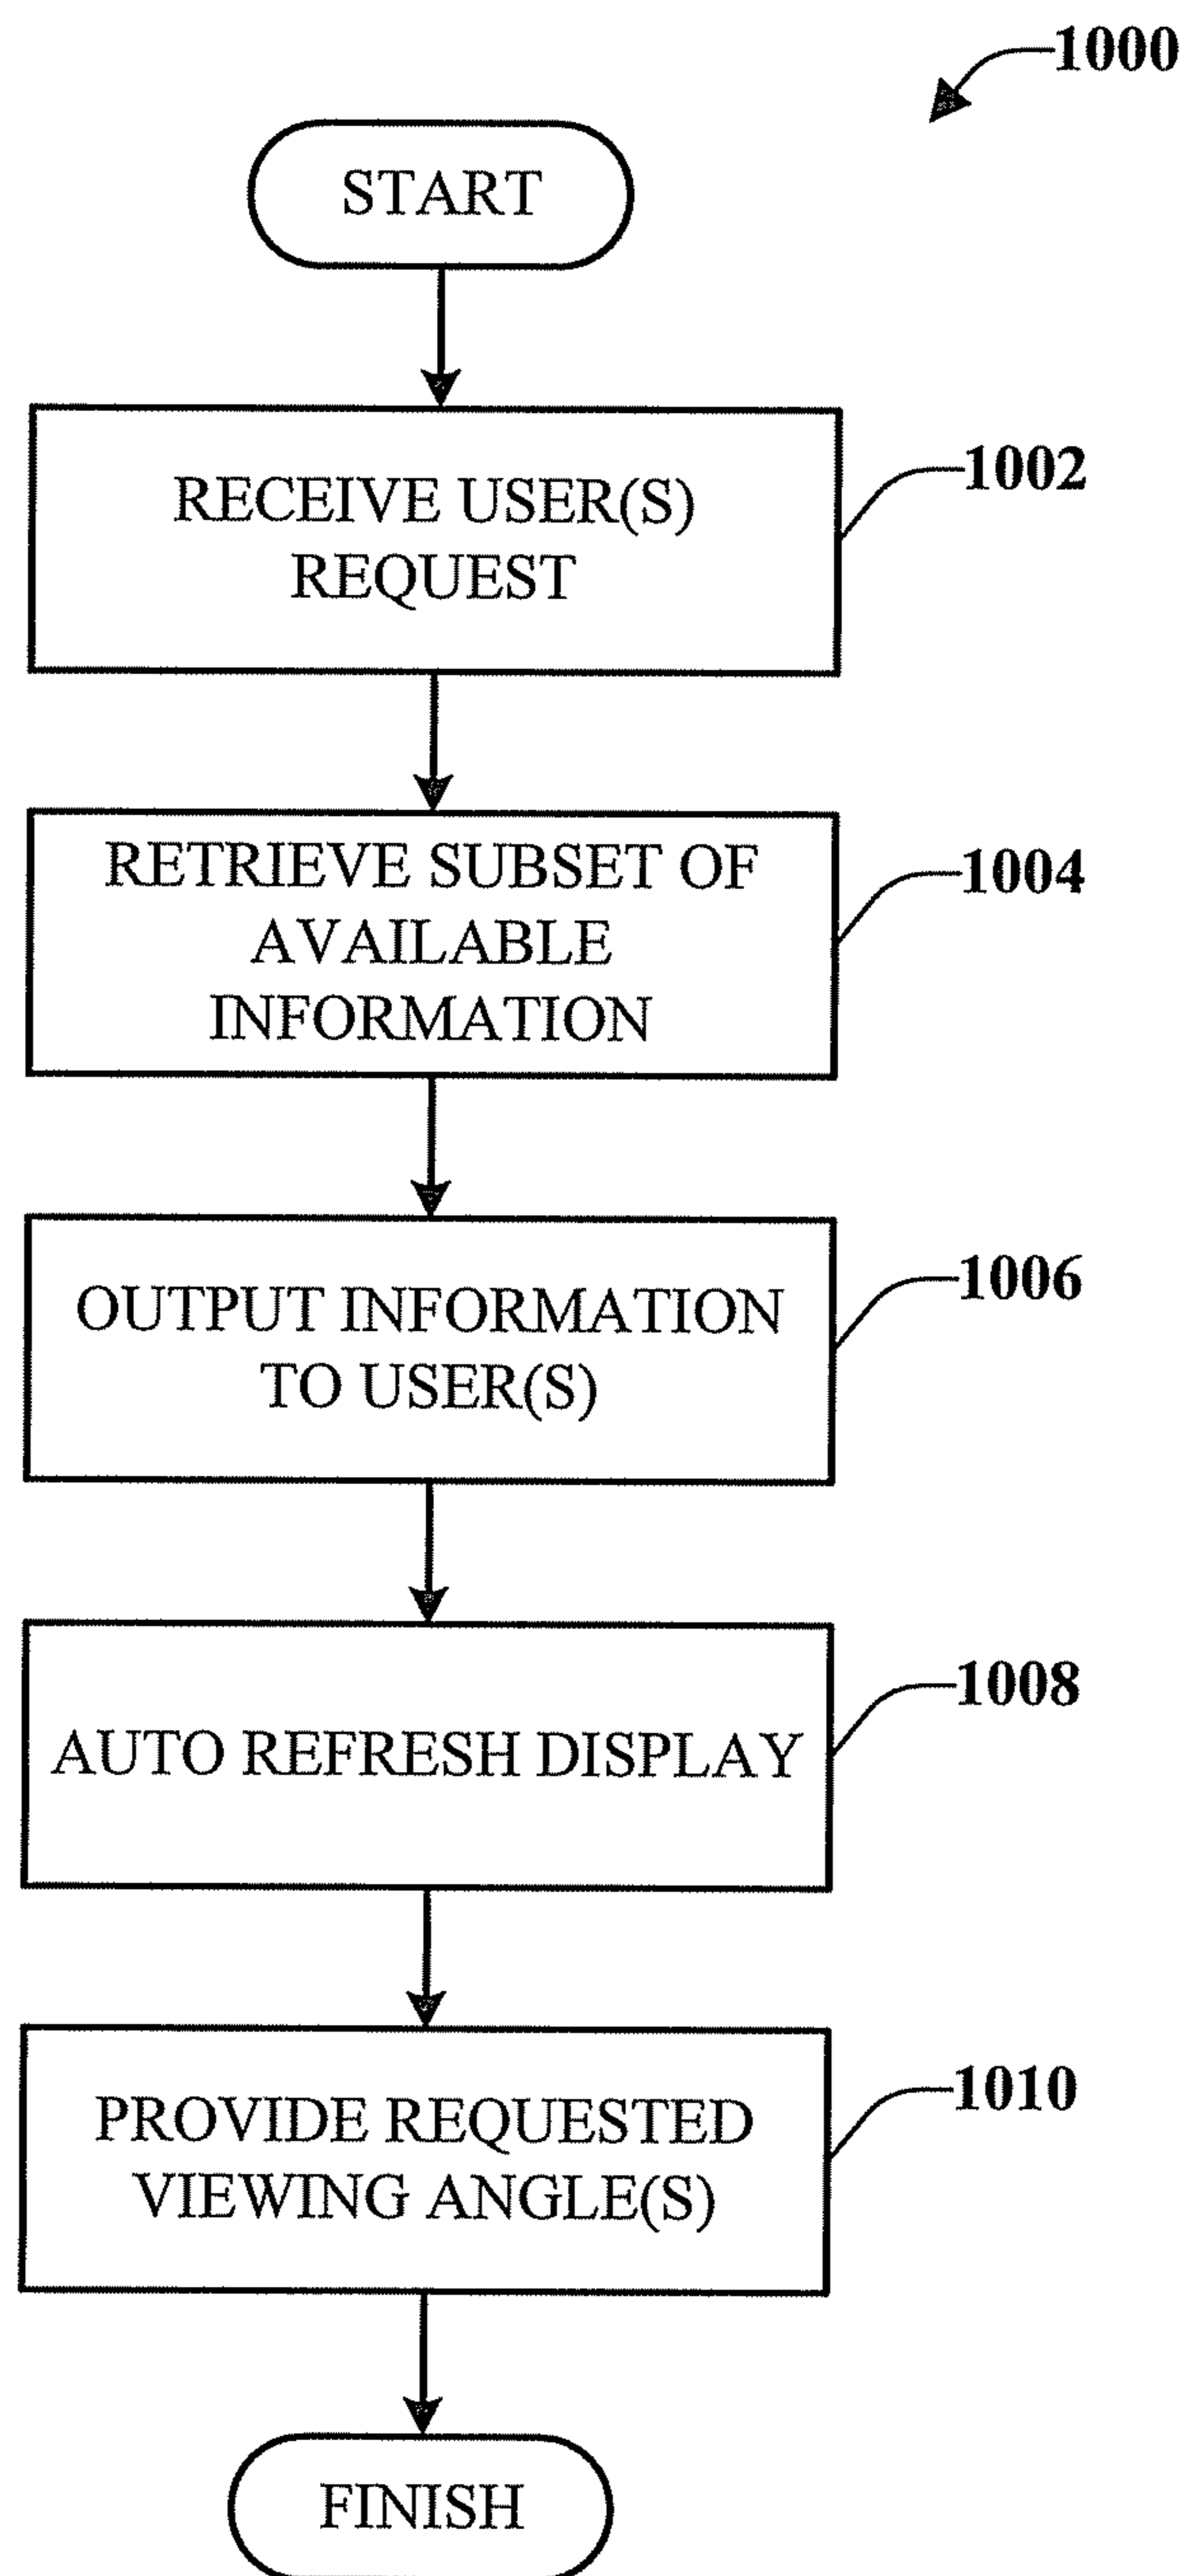 1000
START
RECEIVE USER(S)
REQUEST
1002
RETRIEVE SUBSET OF
AVAILABLE
INFORMATION
1004
OUTPUT INFORMATION
TO USER(S)
1006
AUTO REFRESH DISPLAY
1008
PROVIDE REQUESTED
VIEWING ANGLE(S)
1010
FINISH